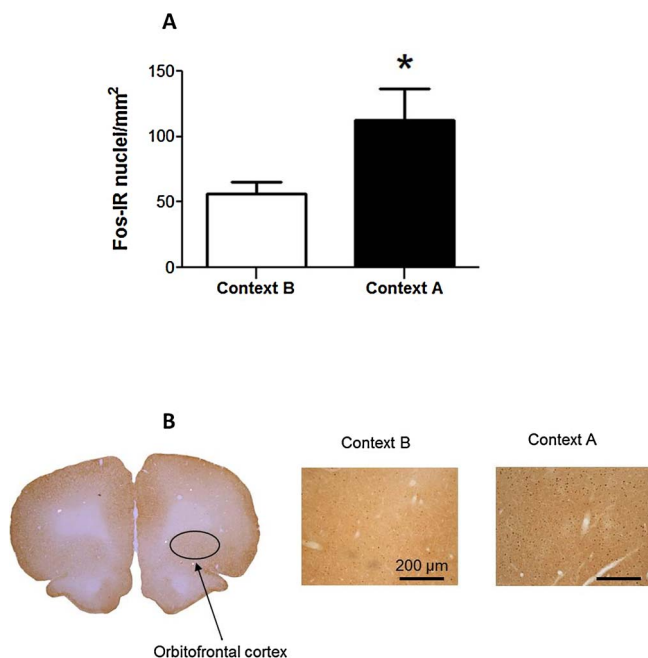 A
Fos-IR nuclei/mm²
150
100
50
0
*
Context B
Context A
B
Context B
Context A
200 μm
Orbitofrontal cortex